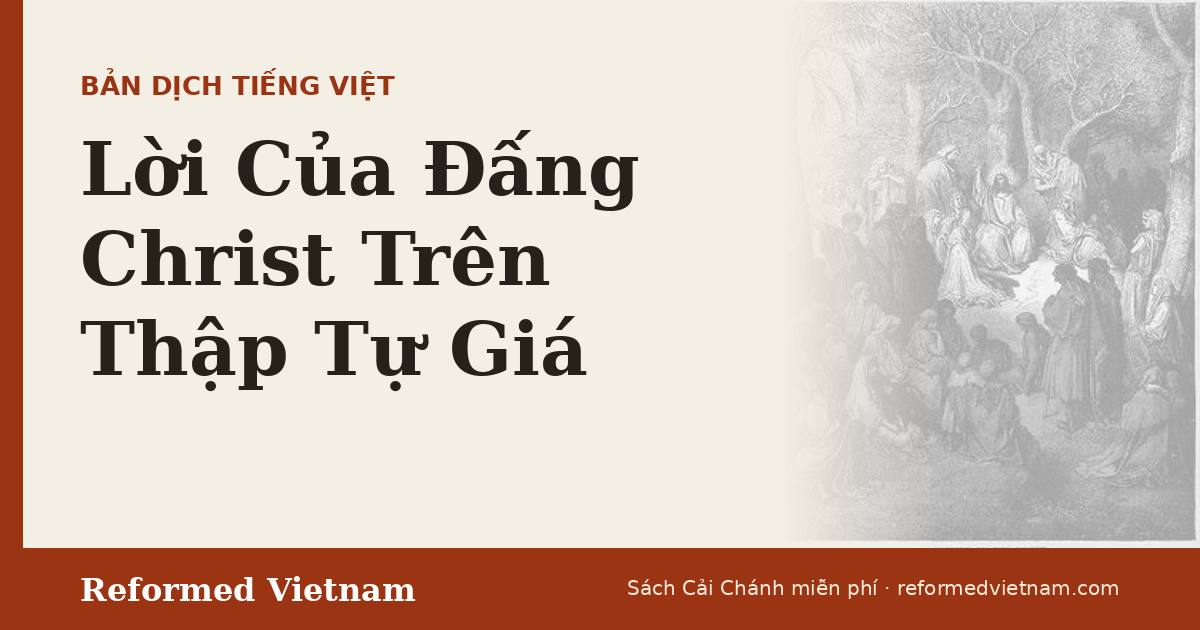 BẢN DỊCH TIẾNG VIỆT
Lời Của Đấng
Christ Trên
Thập Tự Giá
Reformed Vietnam
Sách Cải Chánh miễn phí · reformedvietnam.com